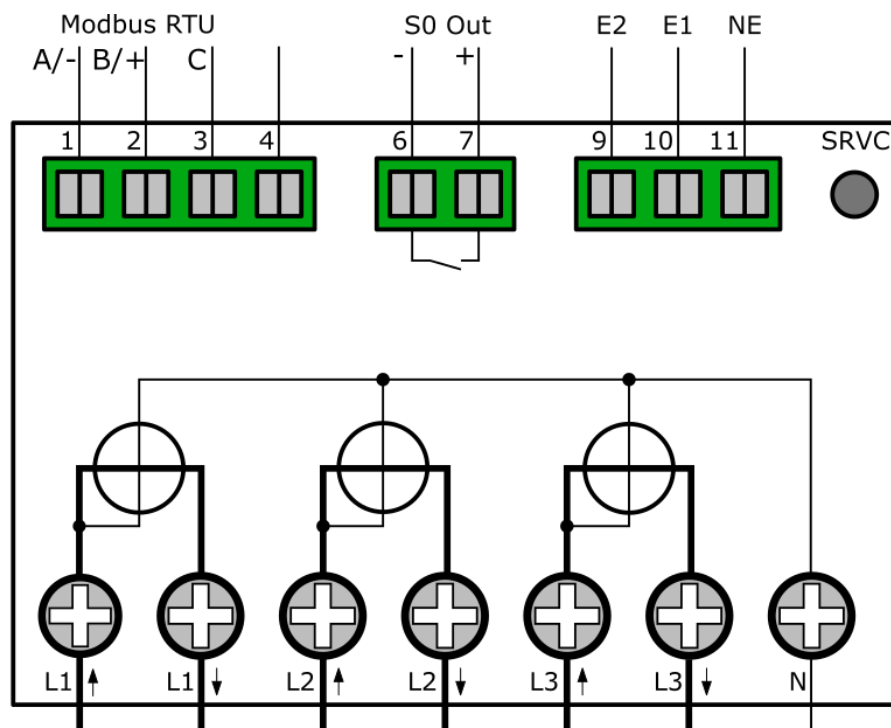 Modbus RTU S0 Out E2 E1 NE
A/- B/+ C - +
1 2 3 4 6 7 9 10 11 SRVC
L1 L1 L2 L2 L3 L3 N